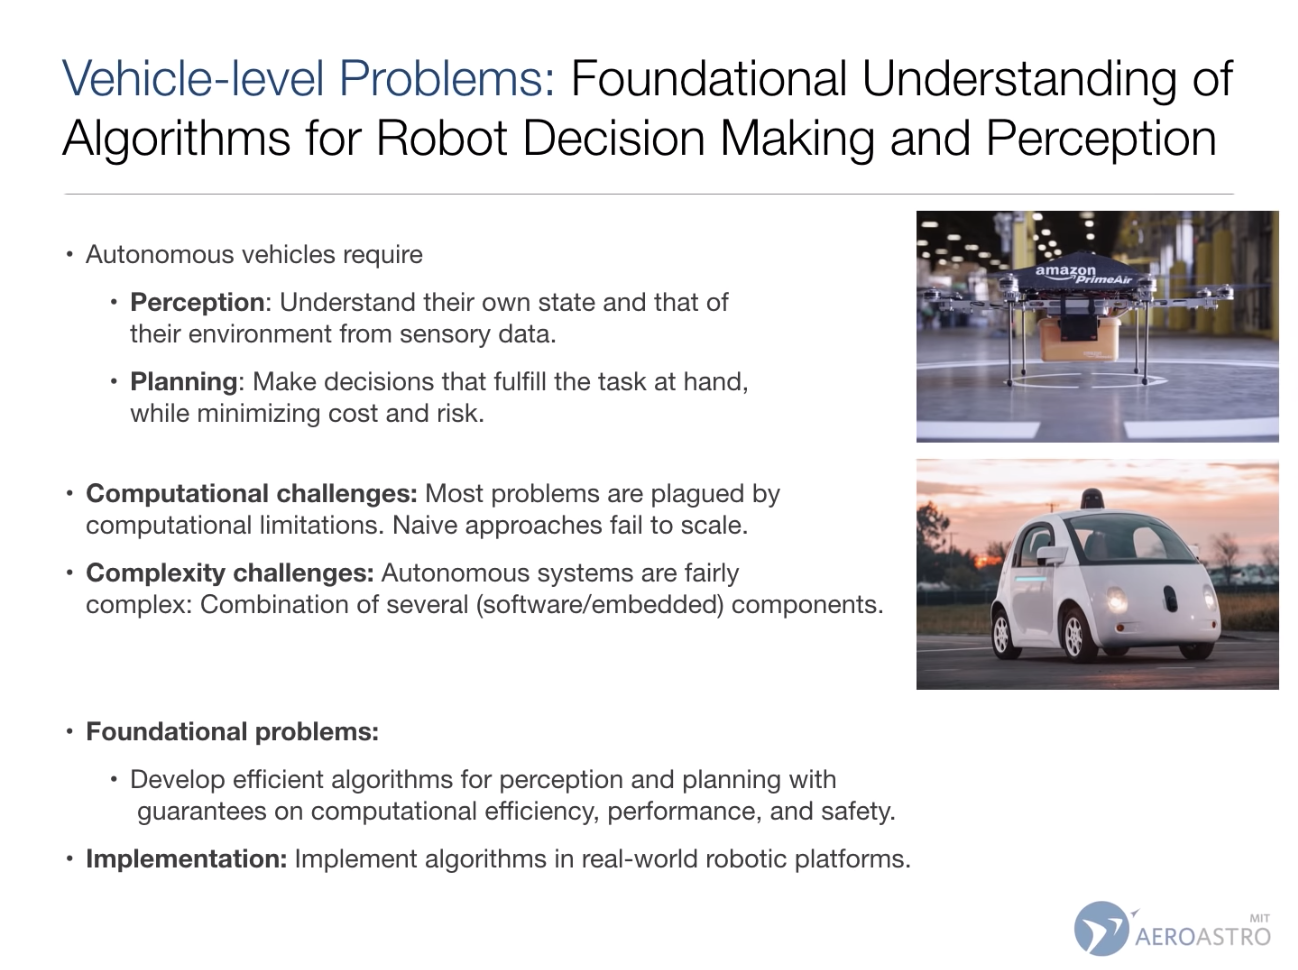 Vehicle-level Problems: Foundational Understanding of
Algorithms for Robot Decision Making and Perception
• Autonomous vehicles require
• Perception: Understand their own state and that of
their environment from sensory data.
• Planning: Make decisions that fulfill the task at hand,
while minimizing cost and risk.
• Computational challenges: Most problems are plagued by
computational limitations. Naive approaches fail to scale.
• Complexity challenges: Autonomous systems are fairly
complex: Combination of several (software/embedded) components.
• Foundational problems:
• Develop efficient algorithms for perception and planning with
guarantees on computational efficiency, performance, and safety.
• Implementation: Implement algorithms in real-world robotic platforms.
amazon
PrimeAir
MIT
AEROASTRO